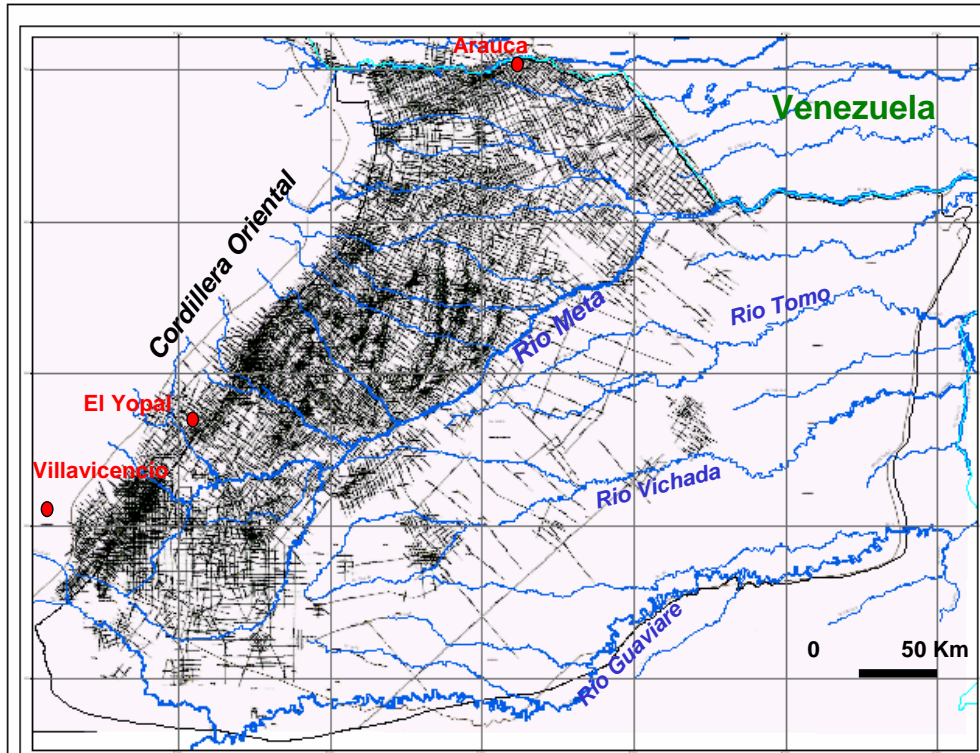 Arauca
Venezuela
Cordillera Oriental
Rio Meta
Rio Tomo
El Yopal
Villavicencio
Rio Vichada
Rio Guaviare
0 50 Km